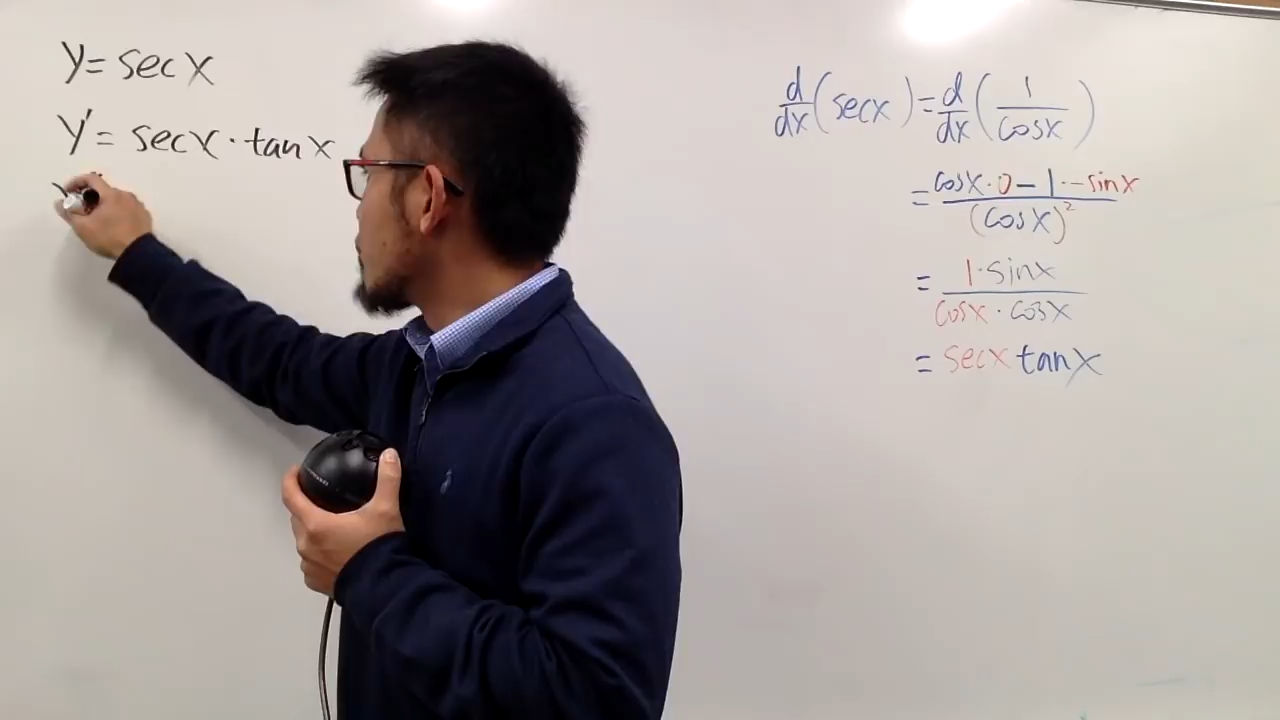 y = sec x
y' = sec x · tan x
d/dx (sec x) = d/dx (1/cos x)
= cos x · 0 − 1 · −sin x / (cos x)²
= 1 · sin x / cos x · cos x
= sec x tan x